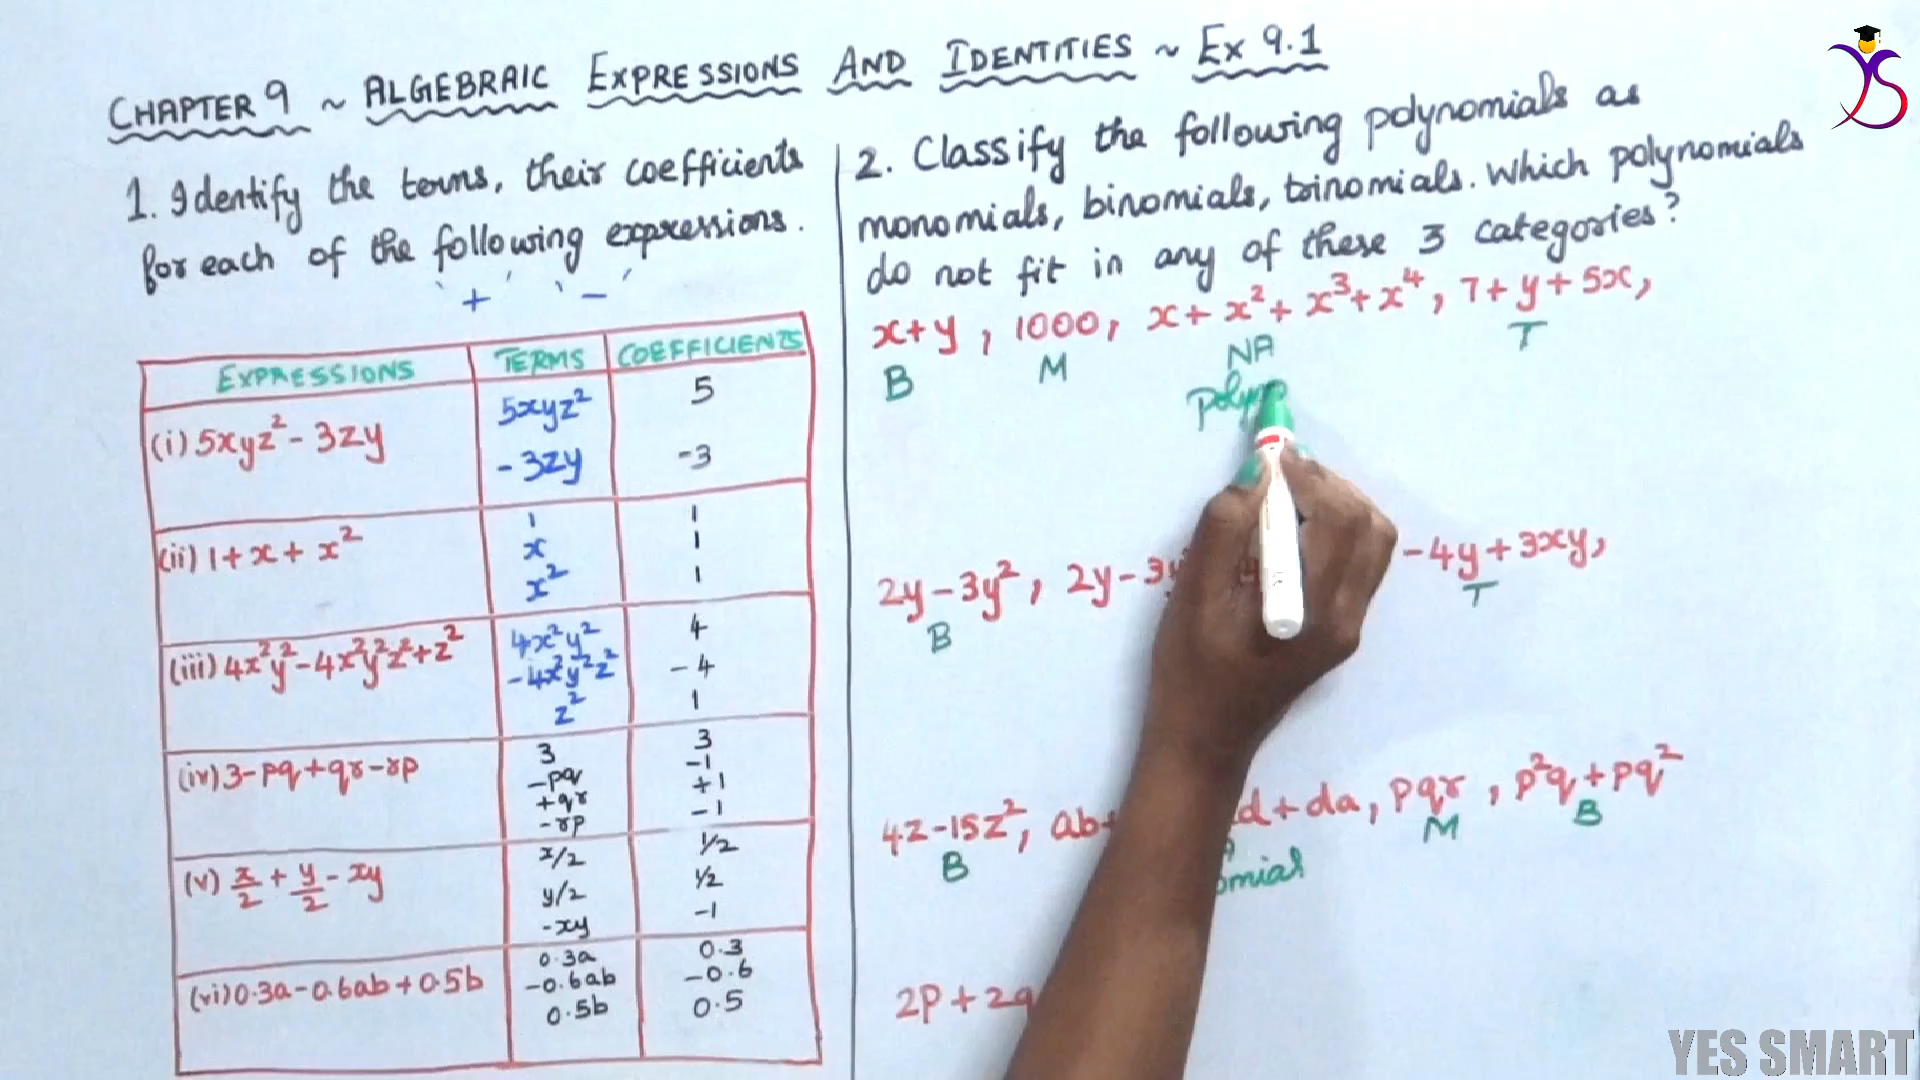 CHAPTER 9 ~ ALGEBRAIC EXPRESSIONS AND IDENTITIES ~ EX 9.1
1. Identify the terms, their coefficients
for each of the following expressions.
'+' '-'
EXPRESSIONS TERMS COEFFICIENTS
(i) 5xyz² - 3zy
5xyz² 5
-3zy -3
(ii) 1 + x + x²
1 1
x 1
x² 1
(iii) 4x²y² - 4x²y²z² + z²
4x²y² 4
-4x²y²z² -4
z² 1
(iv) 3 - pq + qr - rp
3 3
-pq -1
+qr +1
-rp -1
(v) x/2 + y/2 - xy
x/2 1/2
y/2 1/2
-xy -1
(vi) 0.3a - 0.6ab + 0.5b
0.3a 0.3
-0.6ab -0.6
0.5b 0.5
2. Classify the following polynomials as
monomials, binomials, trinomials. Which polynomials
do not fit in any of these 3 categories?
x + y , 1000, x + x² + x³ + x⁴, 7 + y + 5x,
B M NA T
2y - 3y², 2y - 3y - 4y + 3xy,
B T
4z - 15z², ab+ d + da, pqr, p²q + pq²
B M B
omial
2p + 2q
YS
YES SMART